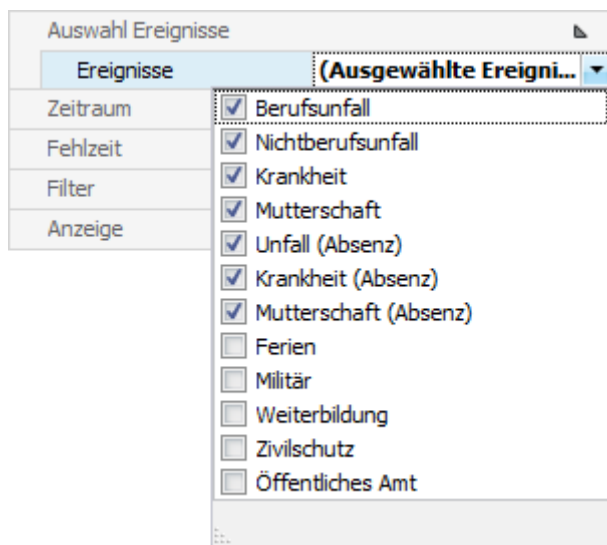 Auswahl Ereignisse
Ereignisse (Ausgewählte Ereigni...
Zeitraum
Berufsunfall
Nichtberufsunfall
Fehlzeit
Krankheit
Filter
Mutterschaft
Anzeige
Unfall (Absenz)
Krankheit (Absenz)
Mutterschaft (Absenz)
Ferien
Militär
Weiterbildung
Zivilschutz
Öffentliches Amt